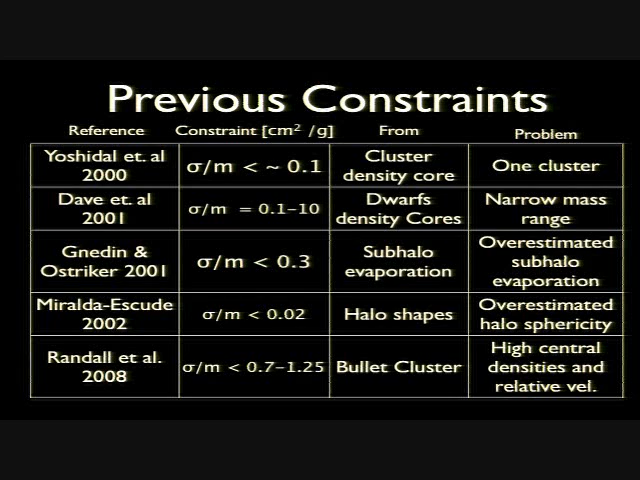 Previous Constraints
Reference Constraint [cm² /g] From Problem
Yoshidal et. al 2000 σ/m < ~ 0.1 Cluster density core One cluster
Dave et. al 2001 σ/m = 0.1–10 Dwarfs density Cores Narrow mass range
Gnedin & Ostriker 2001 σ/m < 0.3 Subhalo evaporation Overestimated subhalo evaporation
Miralda-Escude 2002 σ/m < 0.02 Halo shapes Overestimated halo sphericity
Randall et al. 2008 σ/m < 0.7–1.25 Bullet Cluster High central densities and relative vel.